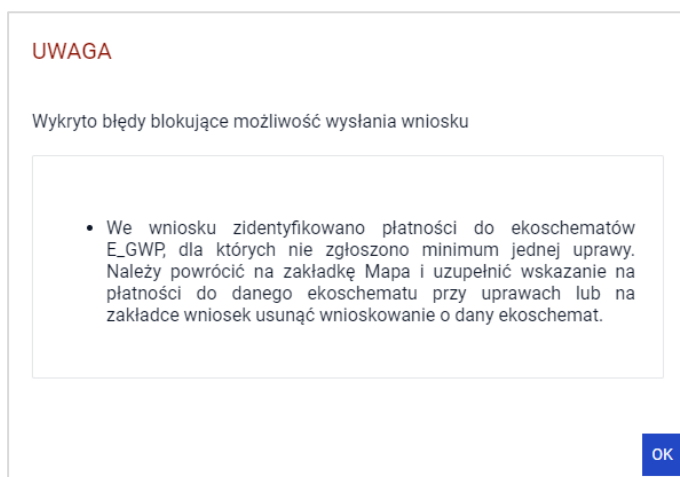 UWAGA
Wykryto błędy blokujące możliwość wysłania wniosku
• We wniosku zidentyfikowano płatności do ekoschematów
E_GWP, dla których nie zgłoszono minimum jednej uprawy.
Należy powrócić na zakładkę Mapa i uzupełnić wskazanie na
płatności do danego ekoschematu przy uprawach lub na
zakładce wniosek usunąć wnioskowanie o dany ekoschemat.
OK